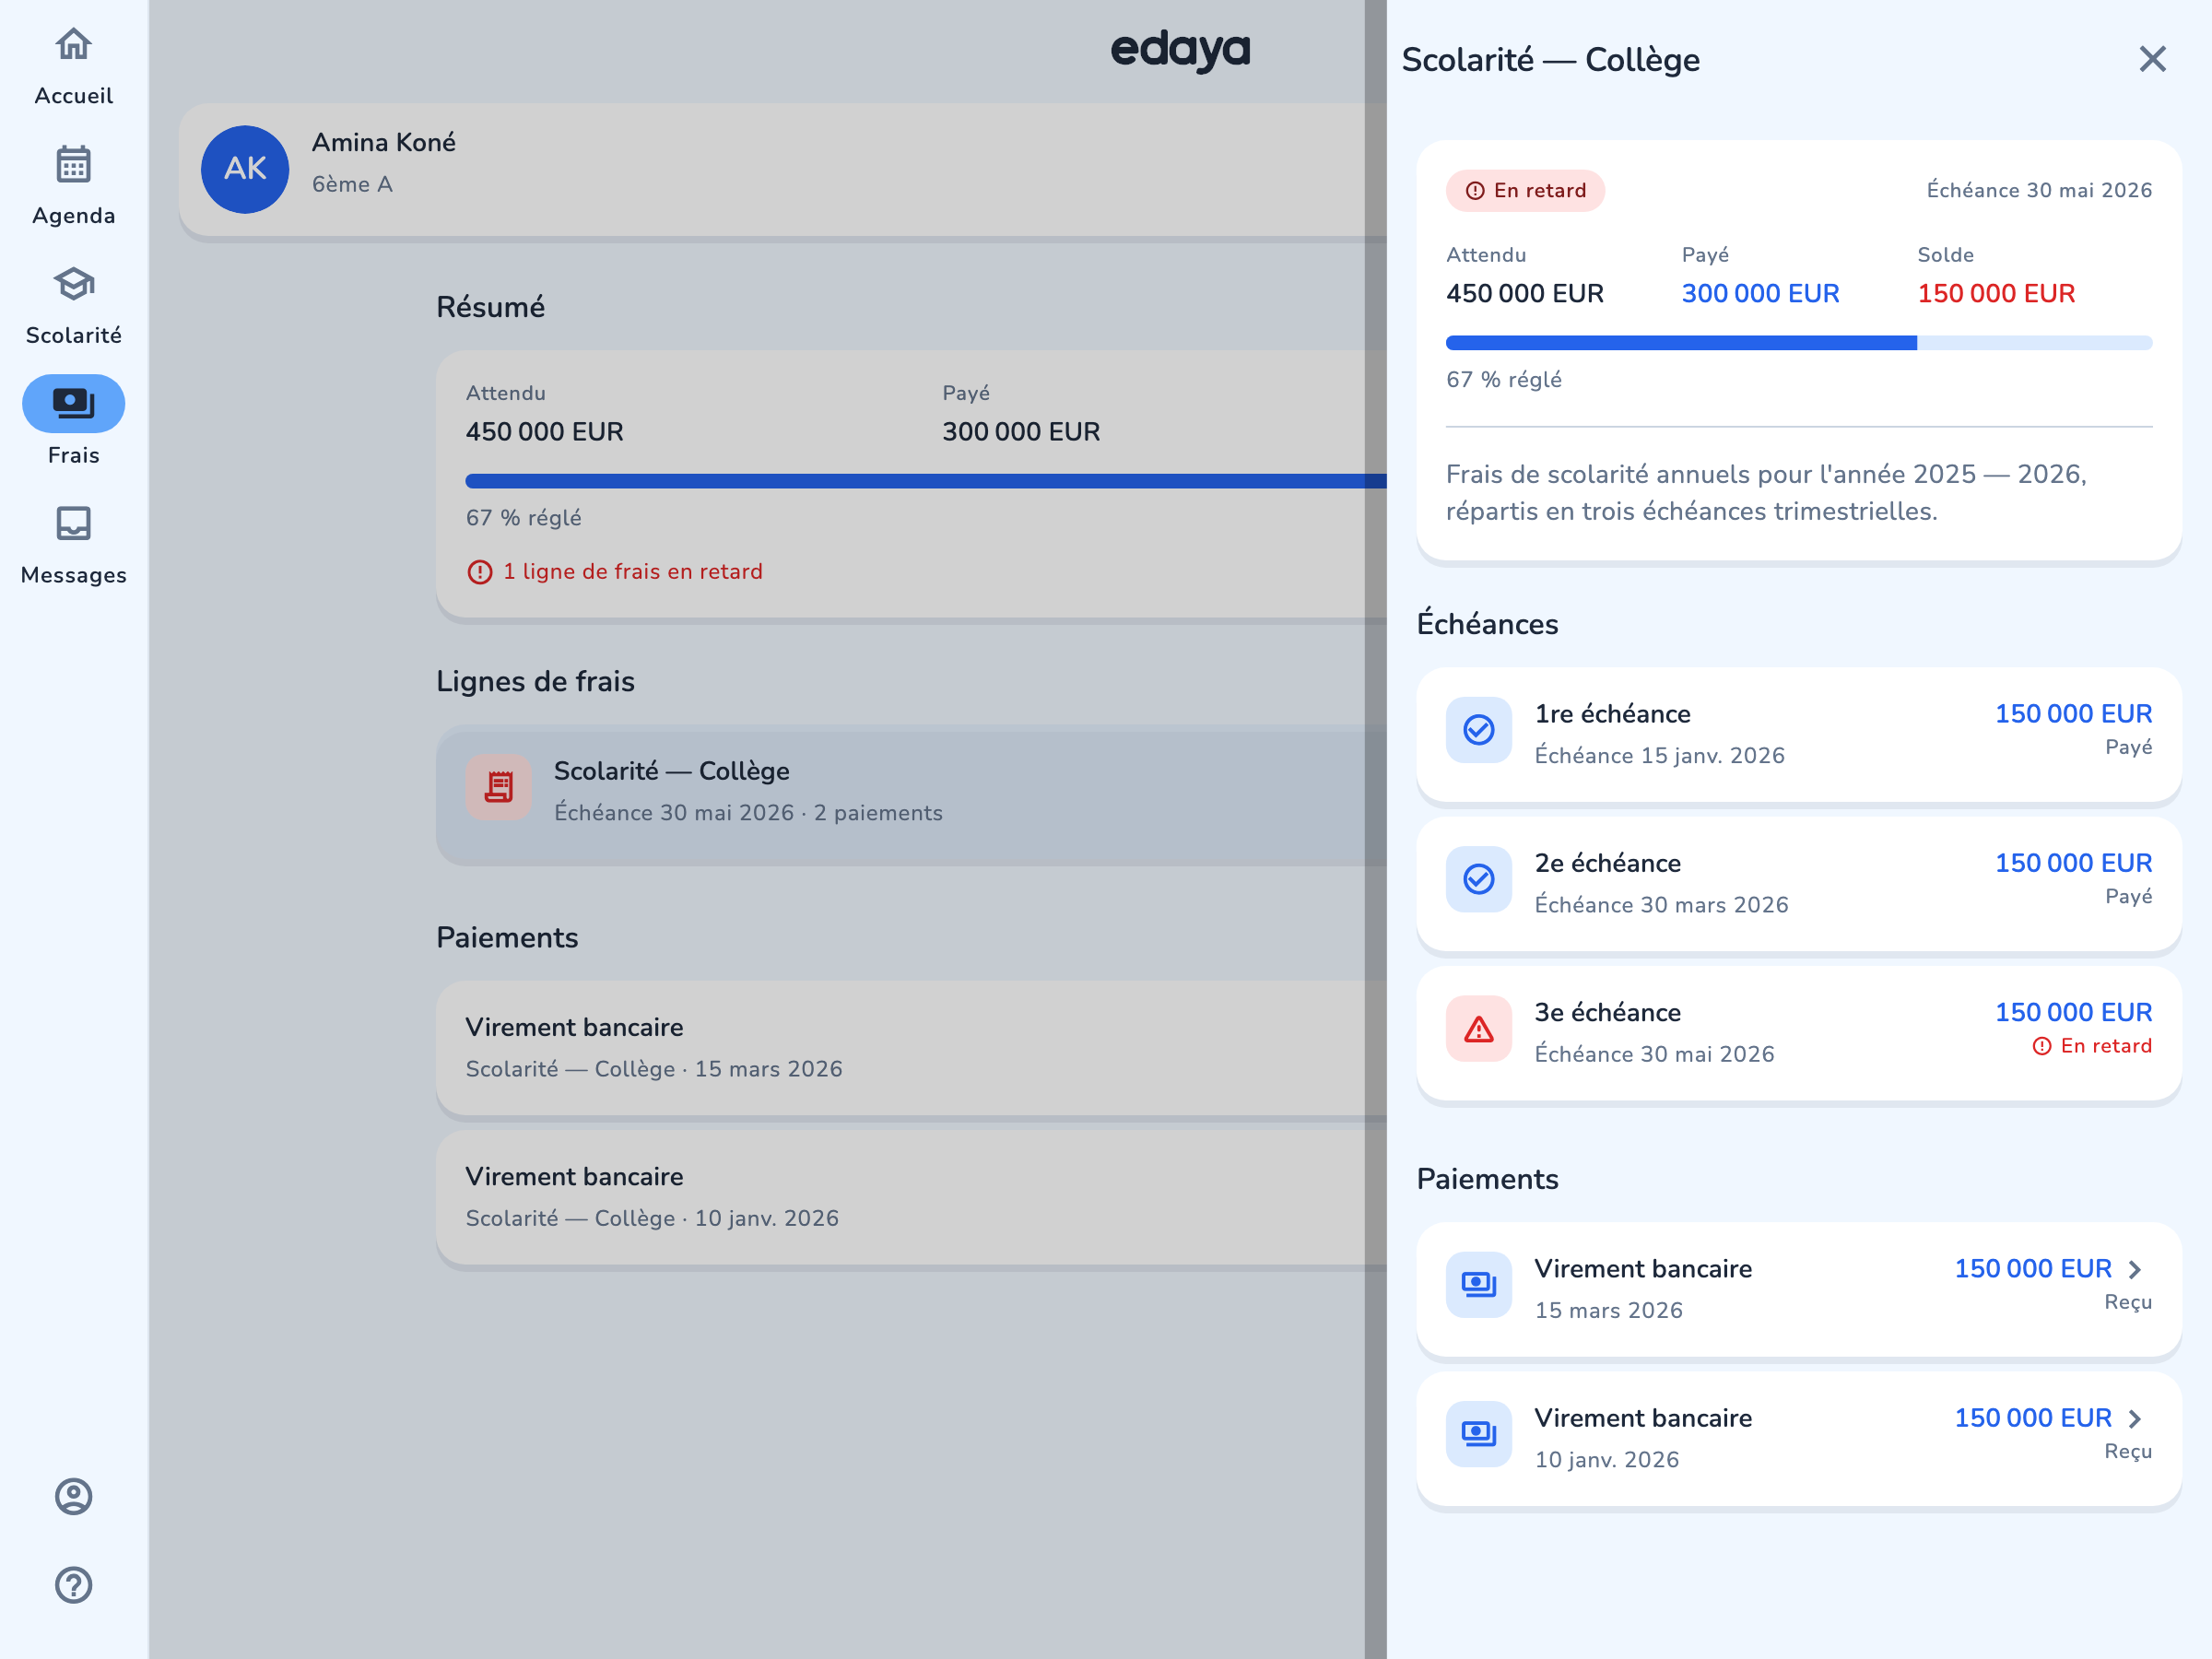 Accueil
Agenda
Scolarité
Frais
Messages
edaya
AK
Amina Koné
6ème A
Résumé
Attendu
Payé
450 000 EUR
300 000 EUR
67 % réglé
1 ligne de frais en retard
Lignes de frais
Scolarité — Collège
Échéance 30 mai 2026 · 2 paiements
Paiements
Virement bancaire
Scolarité — Collège · 15 mars 2026
Virement bancaire
Scolarité — Collège · 10 janv. 2026
Scolarité — Collège
En retard
Échéance 30 mai 2026
Attendu
Payé
Solde
450 000 EUR
300 000 EUR
150 000 EUR
67 % réglé
Frais de scolarité annuels pour l'année 2025 — 2026,
répartis en trois échéances trimestrielles.
Échéances
1re échéance
150 000 EUR
Échéance 15 janv. 2026
Payé
2e échéance
150 000 EUR
Échéance 30 mars 2026
Payé
3e échéance
150 000 EUR
Échéance 30 mai 2026
En retard
Paiements
Virement bancaire
150 000 EUR
15 mars 2026
Reçu
Virement bancaire
150 000 EUR
10 janv. 2026
Reçu